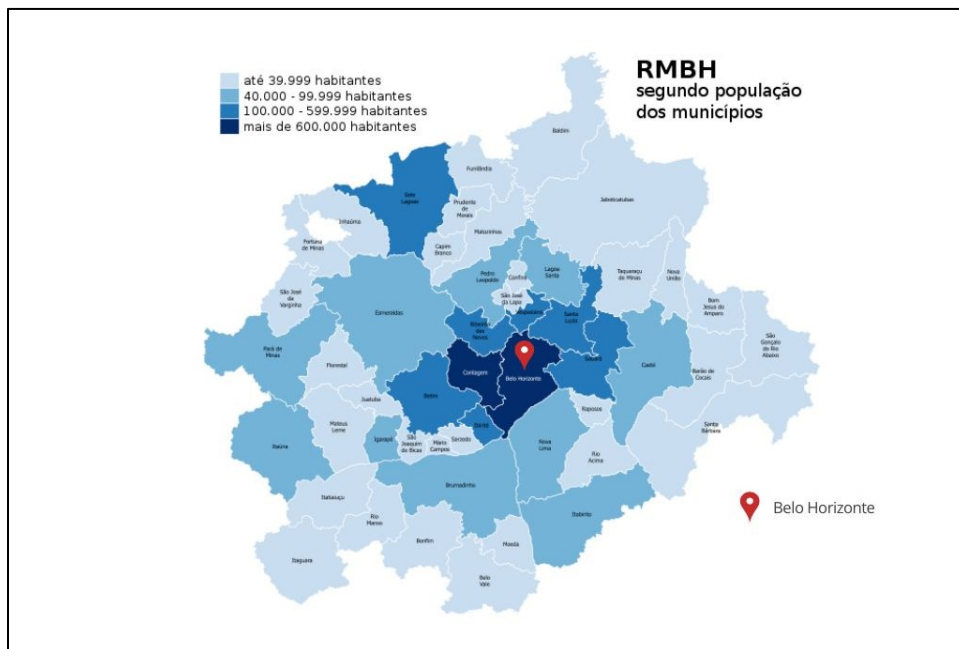 até 39.999 habitantes
40.000 - 99.999 habitantes
100.000 - 599.999 habitantes
mais de 600.000 habitantes
RMBH
segundo população
dos municípios
Baldim
Funilândia
Sete
Lagoas
Jaboticatubas
Prudente de
Morais
Inhaúma
Matozinhos
Fortuna
de Minas
Capim
Branco
Pedro
Leopoldo
Confins
Lagoa
Santa
Taquaraçu
de Minas
Nova
União
São José
da
Varginha
São José
da Lapa
Bom
Jesus do
Amparo
Esmeraldas
Vespasiano
Santa
Luzia
Ribeirão
das
Neves
São
Gonçalo
do Rio
Abaixo
Pará de
Minas
Sabará
Florestal
Contagem
Belo Horizonte
Caeté
Barão de
Cocais
Juatuba
Betim
Raposos
Mateus
Leme
Ibirité
Santa
Bárbara
Itaúna
Igarapé
São
Joaquim
de Bicas
Mário
Campos
Sarzedo
Nova
Lima
Rio
Acima
Brumadinho
Itatiaiuçu
Belo Horizonte
Itabirito
Rio
Manso
Bonfim
Moeda
Itaguara
Belo
Vale